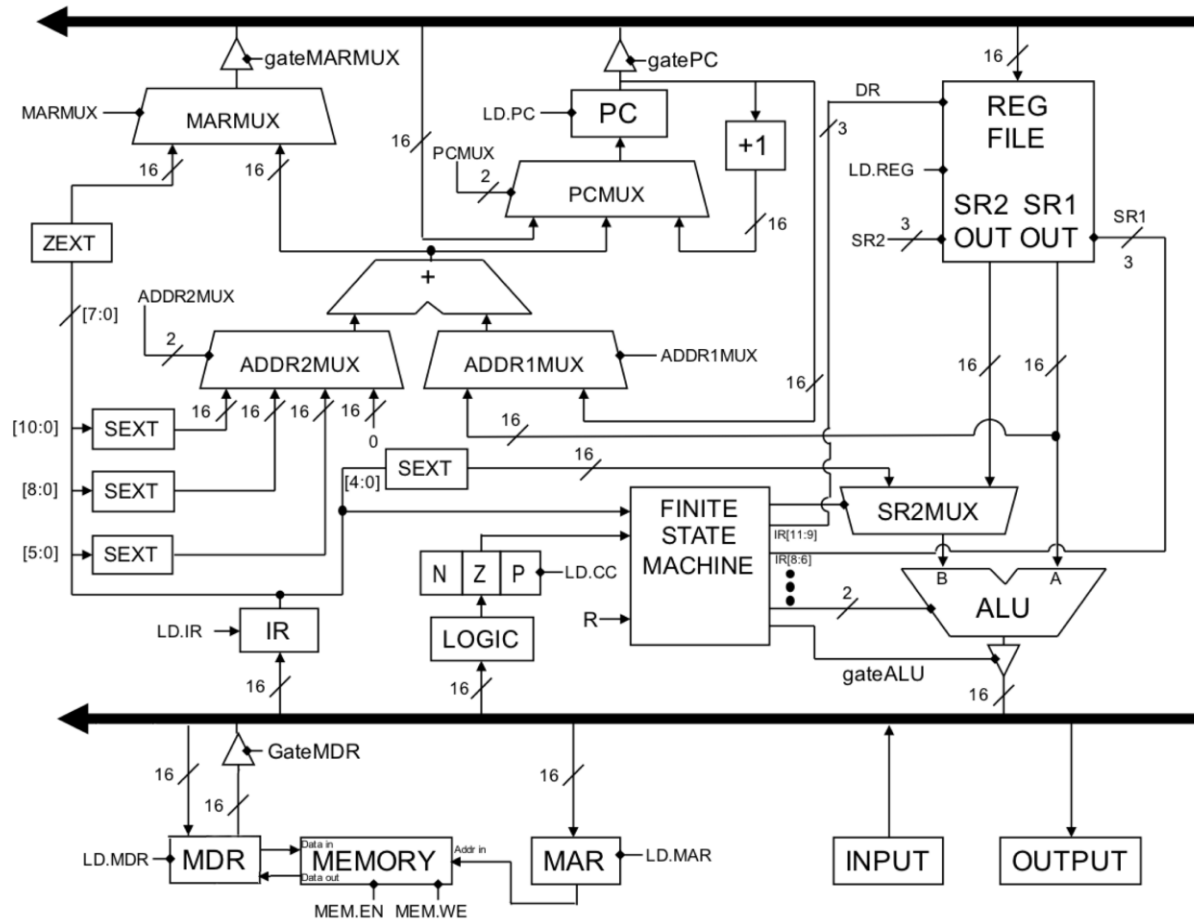 gateMARMUX
gatePC
16
DR
REG
FILE
MARMUX
MARMUX
LD.PC
PC
3
+1
16
16
16
PCMUX
2
PCMUX
16
LD.REG
SR2 SR1
OUT OUT
SR1
3
SR2
3
ZEXT
+
[7:0]
ADDR2MUX
2
ADDR2MUX
ADDR1MUX
ADDR1MUX
16
16
16
16
16
16
16
0
16
[10:0]
SEXT
[8:0]
SEXT
[5:0]
SEXT
[4:0]
SEXT
16
16
FINITE
STATE
MACHINE
IR[11:9]
IR[8:6]
SR2MUX
N Z P
LD.CC
B
A
ALU
2
R
LD.IR
IR
LOGIC
gateALU
16
16
16
GateMDR
16
16
16
LD.MDR
MDR
Data in
Data out
MEMORY
Addr in
MAR
LD.MAR
INPUT
OUTPUT
MEM.EN
MEM.WE